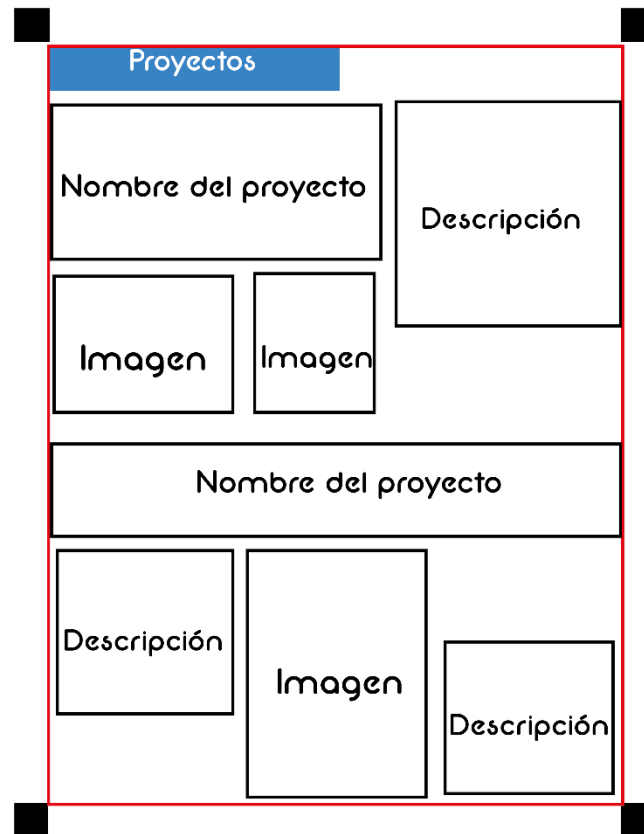 Proyectos
Nombre del proyecto
Descripción
Imagen
Imagen
Nombre del proyecto
Descripción
Imagen
Descripción